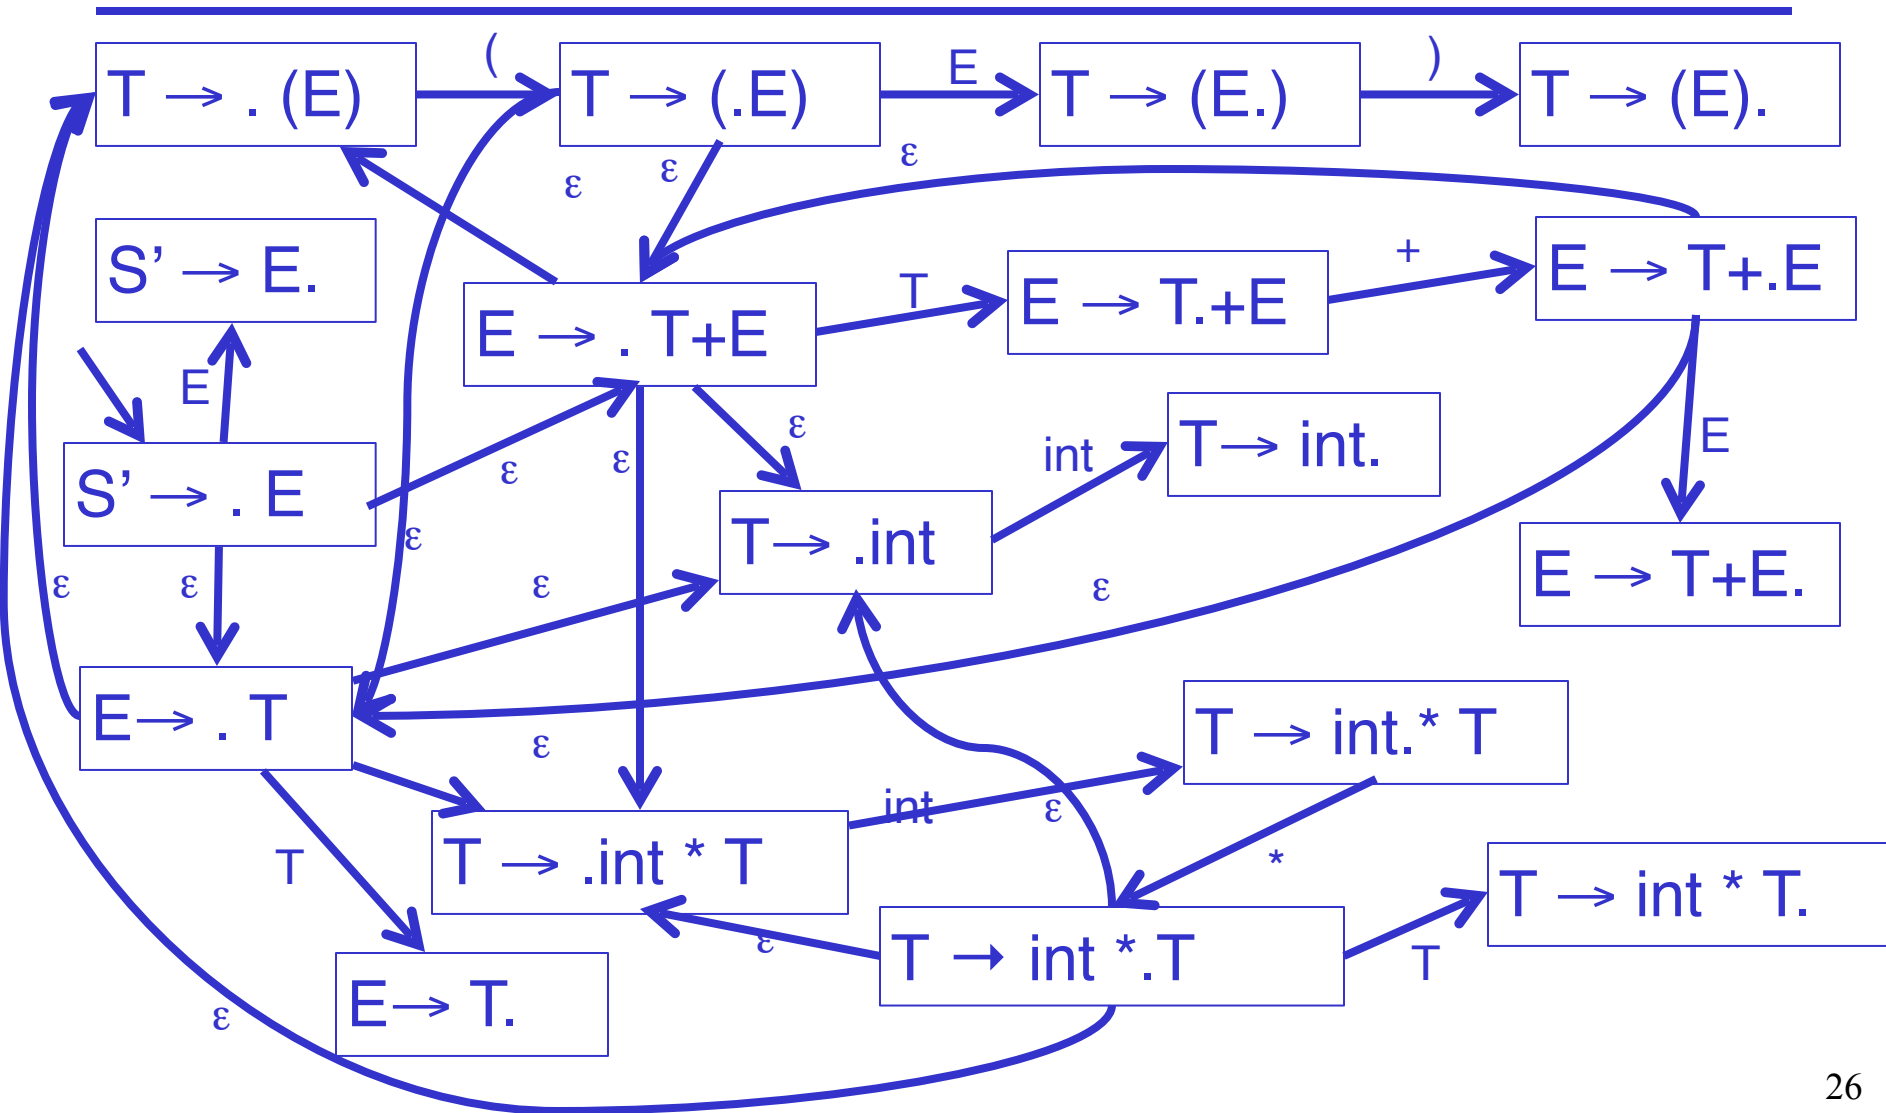 (
E
)
T → . (E)
T → (.E)
T → (E.)
T → (E).
ε
ε
ε
S’ → E.
+
E → T+.E
T
E → T.+E
E → . T+E
E
ε
ε
ε
int
T→ int.
E
S’ → . E
T→ .int
ε
E → T+E.
ε
ε
ε
ε
E→ . T
T → int.* T
ε
int
ε
T
T → .int * T
*
T → int * T.
ε
T → int *.T
T
E→ T.
ε
26